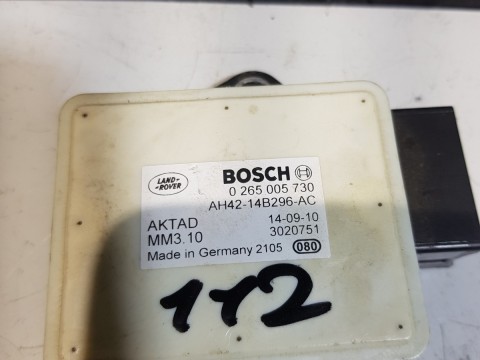 LAND-
-ROVER
BOSCH
0 265 005 730
AH42-14B296-AC
AKTAD 14-09-10
MM3.10 3020751
Made in Germany 2105 080
112